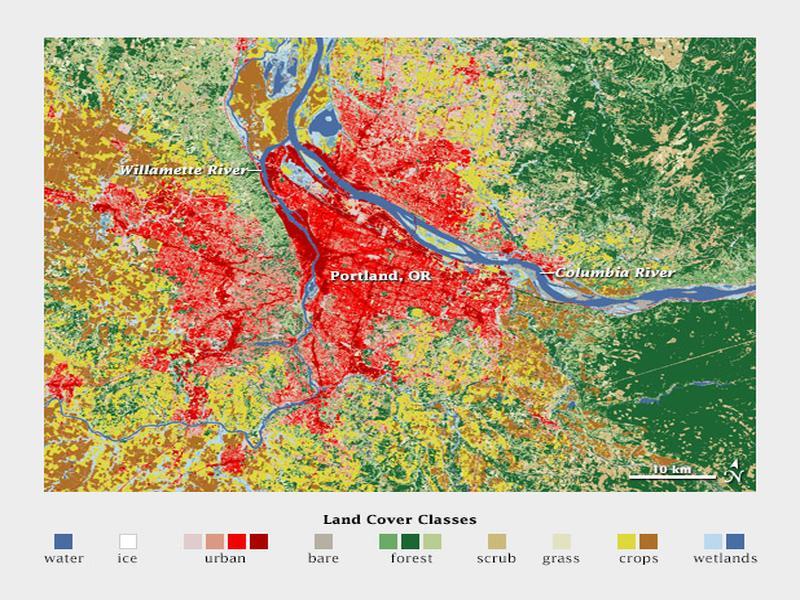 Willamette River
Portland, OR
Columbia River
10 km
N
Land Cover Classes
water ice urban bare forest scrub grass crops wetlands